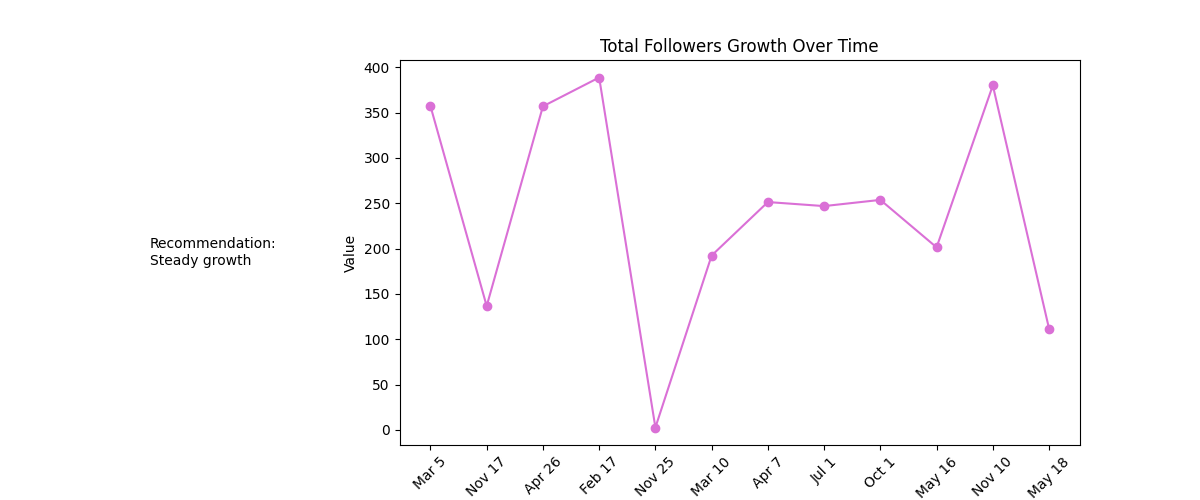 Total Followers Growth Over Time
400
350
300
250
200
150
100
50
0
Value
Recommendation:
Steady growth
Mar 5
Nov 17
Apr 26
Feb 17
Nov 25
Mar 10
Apr 7
Jul 1
Oct 1
May 16
Nov 10
May 18